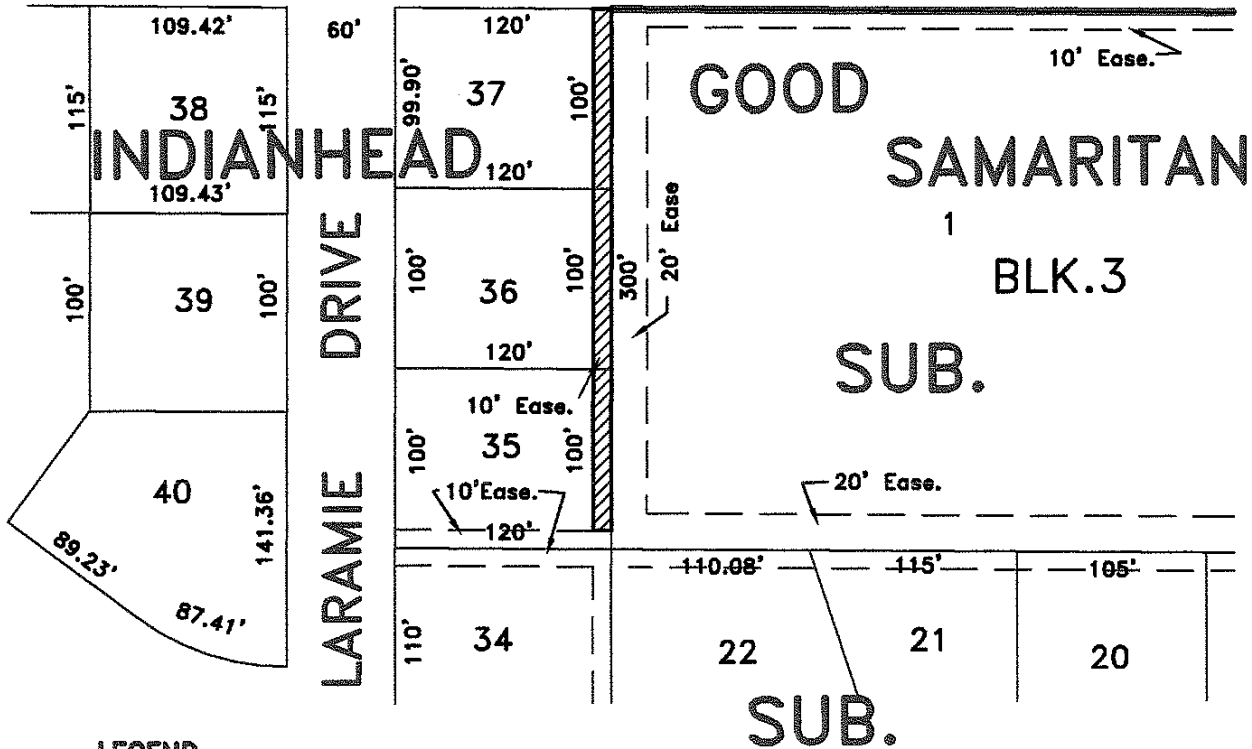 109.42'
60'
120'
10' Ease.
115'
38
115'
99.90'
37
100'
GOOD
INDIANHEAD
SAMARITAN
109.43'
120'
1
100'
39
100'
DRIVE
100'
36
100'
300'
20' Ease
BLK.3
120'
SUB.
10' Ease.
100'
35
100'
40
141.36'
10'Ease.
20' Ease.
120'
89.23'
87.41'
LARAMIE
110.08'
115'
105'
110'
34
22
21
20
SUB.
LEGEND